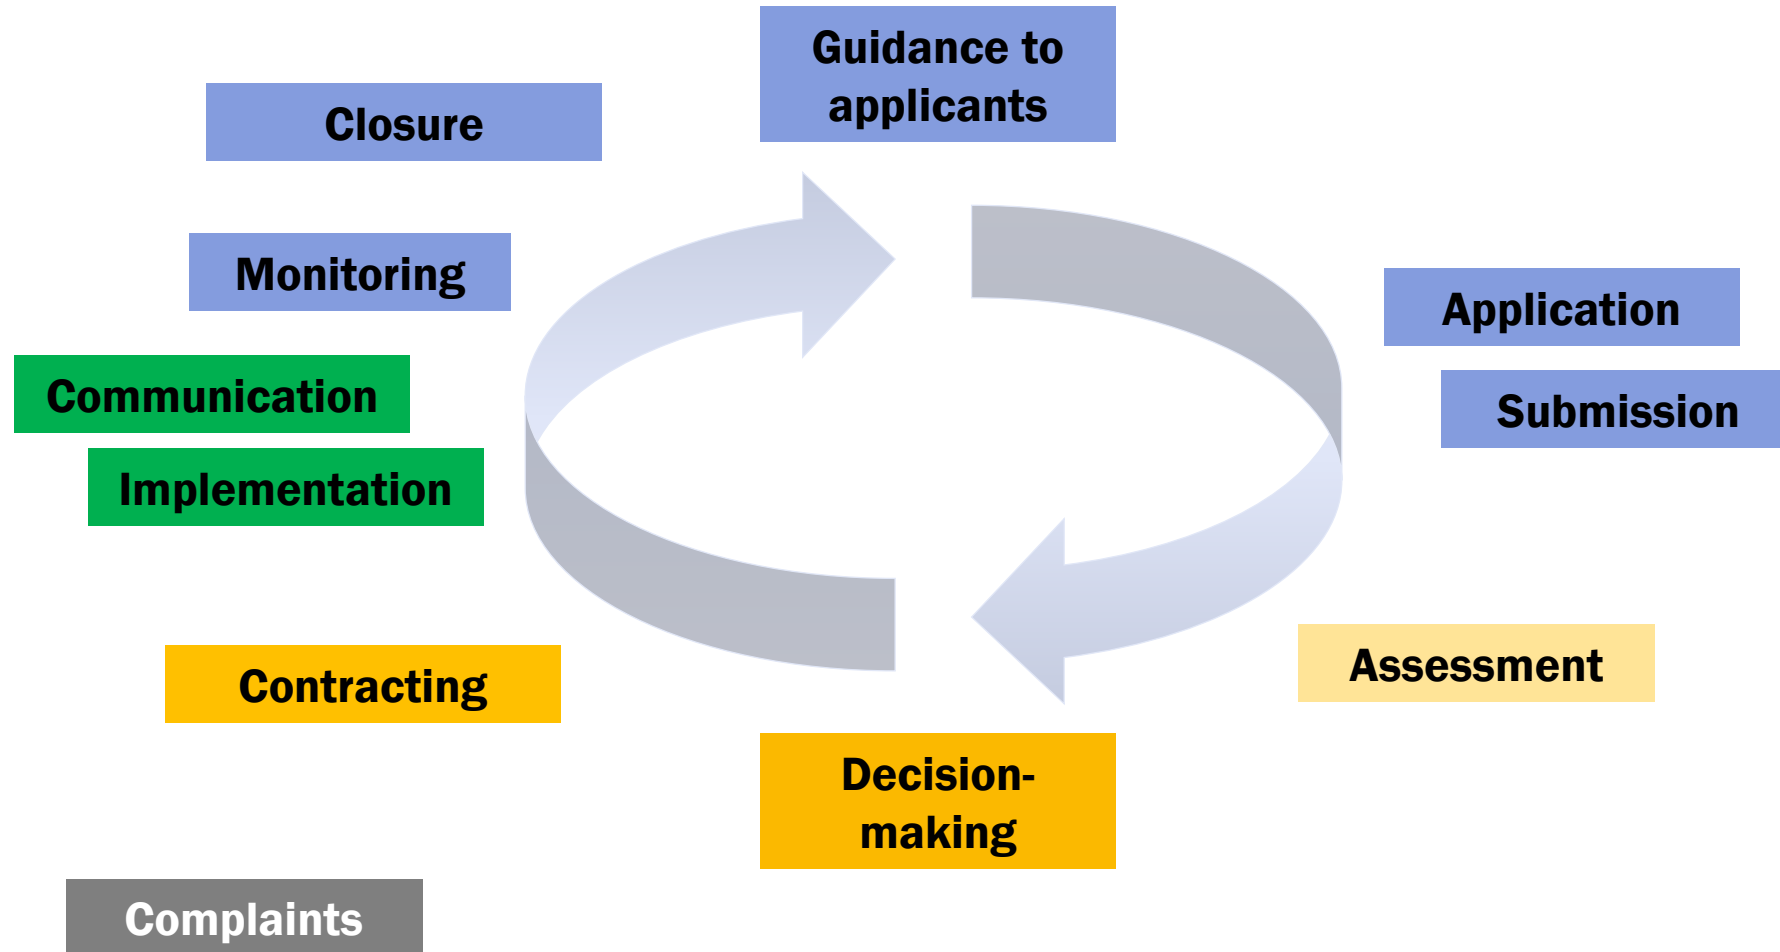 Guidance to
applicants
Closure
Monitoring
Application
Communication
Submission
Implementation
Contracting
Assessment
Decision-
making
Complaints